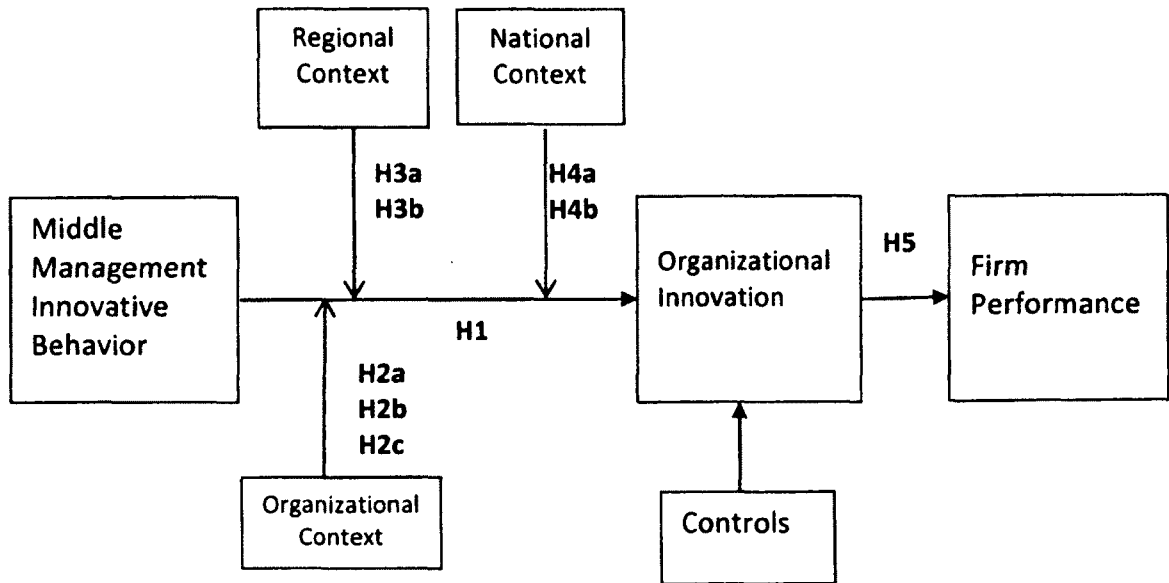 Regional
Context
National
Context
H3a
H3b
H4a
H4b
Middle
Management
Innovative
Behavior
Organizational
Innovation
H5
Firm
Performance
H1
H2a
H2b
H2c
Organizational
Context
Controls